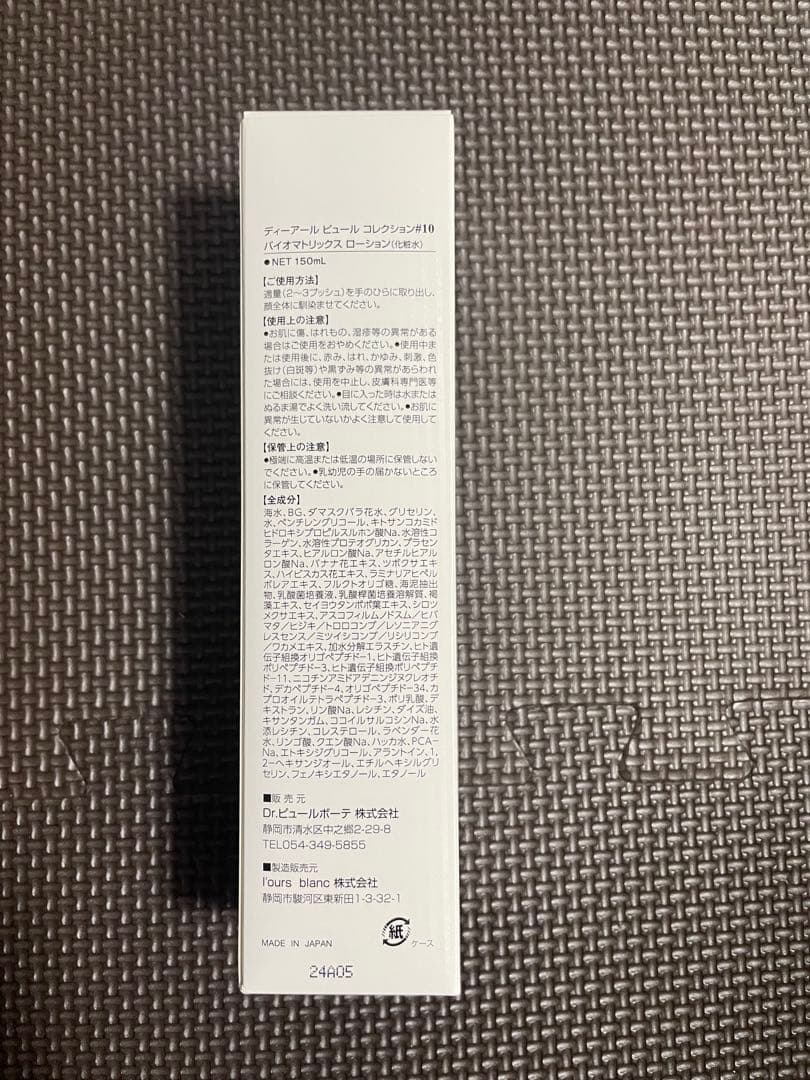 ディーアール ピュール コレクション#10
バイオマトリックス ローション(化粧水)
●NET 150mL
【ご使用方法】
適量(2〜3プッシュ)を手のひらに取り出し、
顔全体に馴染ませてください。
【使用上の注意】
●お肌に傷、はれもの、湿疹等の異常がある
場合はご使用をおやめください。●使用中ま
たは使用後に、赤み、はれ、かゆみ、刺激、色
抜け(白斑等)や黒ずみ等の異常があらわれ
た場合には、使用を中止し、皮膚科専門医等
にご相談ください。●目に入った時は水または
ぬるま湯でよく洗い流してください。●お肌に
異常が生じていないかよく注意して使用して
ください。
【保管上の注意】
●極端に高温または低温の場所に保管しない
でください。●乳幼児の手の届かないところ
に保管してください。
【全成分】
海水、BG、ダマスクバラ花水、グリセリン、
水、ペンチレングリコール、キトサンコカミド
ヒドロキシプロピルスルホン酸Na、水溶性コ
ラーゲン、水溶性プロテオグリカン、プラセン
タエキス、ヒアルロン酸Na、アセチルヒアル
ロン酸Na、バナナ花エキス、ツボクサエキ
ス、ハイビスカス花エキス、ラミナリアヒペル
ボレアエキス、フルクトオリゴ糖、海泥抽出
物、乳酸菌培養液、乳酸桿菌培養溶解質、褐
藻エキス、セイヨウタンポポ葉エキス、シロツ
メクサエキス、アスコフィルムノドスム/ヒバ
マタ/ヒジキ/トロロコンブ/レソニアニグ
レスセンス/ミツイシコンブ/リシリコンブ
/ワカメエキス、加水分解エラスチン、ヒト遺
伝子組換オリゴペプチド-1、ヒト遺伝子組換
ポリペプチド-3、ヒト遺伝子組換ポリペプチ
ド-11、ニコチンアミドアデニンジヌクレオチ
ド、デカペプチド-4、オリゴペプチド-34、カ
プロオイルテトラペプチド-3、ポリ乳酸、デ
キストラン、リン酸Na、レシチン、ダイズ油、
キサンタンガム、ココイルサルコシンNa、水
添レシチン、コレステロール、ラベンダー花
水、リンゴ酸、クエン酸Na、ハッカ水、PCA-
Na、エトキシジグリコール、アラントイン、1,
2-ヘキサンジオール、エチルヘキシルグリ
セリン、フェノキシエタノール、エタノール
■販売元
Dr.ピュールボーテ 株式会社
静岡市清水区中之郷2-29-8
TEL054-349-5855
■製造販売元
l'ours blanc 株式会社
静岡市駿河区東新田1-3-32-1
紙
ケース
MADE IN JAPAN
24A05